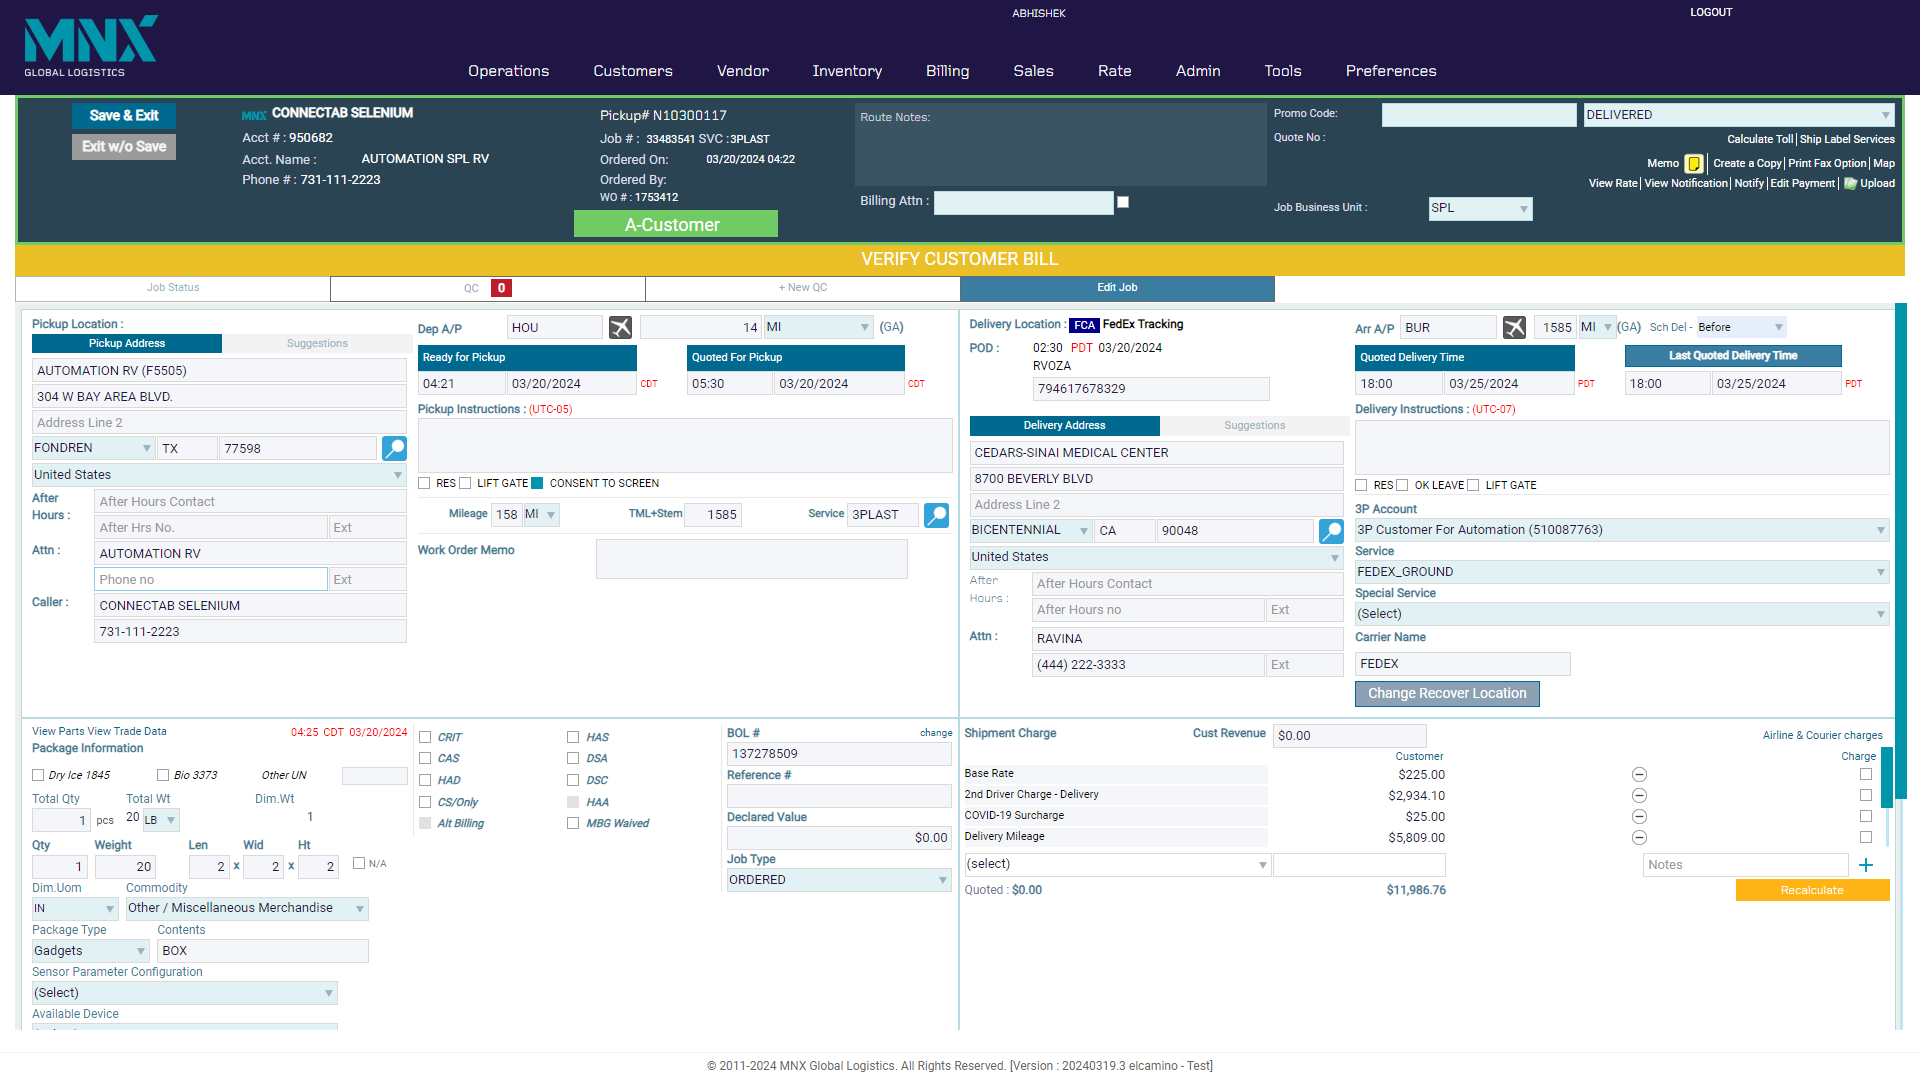 MNX
GLOBAL LOGISTICS
ABHISHEK
LOGOUT
Operations Customers Vendor Inventory Billing Sales Rate Admin Tools Preferences
Save & Exit
Exit w/o Save
MNX CONNECTAB SELENIUM
Acct # : 950682
Acct. Name : AUTOMATION SPL RV
Phone # : 731-111-2223
Pickup# N10300117
Job # : 33483541 SVC :3PLAST
Ordered On: 03/20/2024 04:22
Ordered By:
WO # : 1753412
A-Customer
Route Notes:
Billing Attn :
Promo Code:
DELIVERED
Quote No :
Calculate Toll| Ship Label Services
Memo | Create a Copy| Print Fax Option| Map
View Rate| View Notification| Notify| Edit Payment | Upload
Job Business Unit : SPL
VERIFY CUSTOMER BILL
Job Status
QC 0
+ New QC
Edit Job
Pickup Location :
Pickup Address Suggestions
AUTOMATION RV (F5505)
304 W BAY AREA BLVD.
Address Line 2
FONDREN TX 77598
United States
After Hours : After Hours Contact
After Hrs No. Ext
Attn : AUTOMATION RV
Phone no Ext
Caller : CONNECTAB SELENIUM
731-111-2223
Dep A/P HOU 14 MI (GA)
Ready for Pickup Quoted For Pickup
04:21 03/20/2024 CDT 05:30 03/20/2024 CDT
Pickup Instructions : (UTC-05)
RES LIFT GATE CONSENT TO SCREEN
Mileage 158 MI TML+Stem 1585 Service 3PLAST
Work Order Memo
Delivery Location : FCA FedEx Tracking
POD : 02:30 PDT 03/20/2024
RVOZA
794617678329
Delivery Address Suggestions
CEDARS-SINAI MEDICAL CENTER
8700 BEVERLY BLVD
Address Line 2
BICENTENNIAL CA 90048
United States
After Hours : After Hours Contact
After Hours no Ext
Attn : RAVINA
(444) 222-3333 Ext
Arr A/P BUR 1585 MI (GA) Sch Del - Before
Quoted Delivery Time Last Quoted Delivery Time
18:00 03/25/2024 PDT 18:00 03/25/2024 PDT
Delivery Instructions : (UTC-07)
RES OK LEAVE LIFT GATE
3P Account
3P Customer For Automation (510087763)
Service
FEDEX_GROUND
Special Service
(Select)
Carrier Name
FEDEX
Change Recover Location
View Parts View Trade Data 04:25 CDT 03/20/2024
Package Information
Dry Ice 1845 Bio 3373 Other UN
Total Qty Total Wt Dim.Wt
1 pcs 20 LB 1
Qty Weight Len Wid Ht
1 20 2 x 2 x 2 N/A
Dim.Uom Commodity
IN Other / Miscellaneous Merchandise
Package Type Contents
Gadgets BOX
Sensor Parameter Configuration
(Select)
Available Device
CRIT HAS
CAS DSA
HAD DSC
CS/Only HAA
Alt Billing MBG Waived
BOL # change
137278509
Reference #
Declared Value
$0.00
Job Type
ORDERED
Shipment Charge Cust Revenue $0.00 Airline & Courier charges
Customer Charge
Base Rate $225.00
2nd Driver Charge - Delivery $2,934.10
COVID-19 Surcharge $25.00
Delivery Mileage $5,809.00
(select) Notes +
Quoted : $0.00 $11,986.76 Recalculate
© 2011-2024 MNX Global Logistics. All Rights Reserved. [Version : 20240319.3 elcamino - Test]